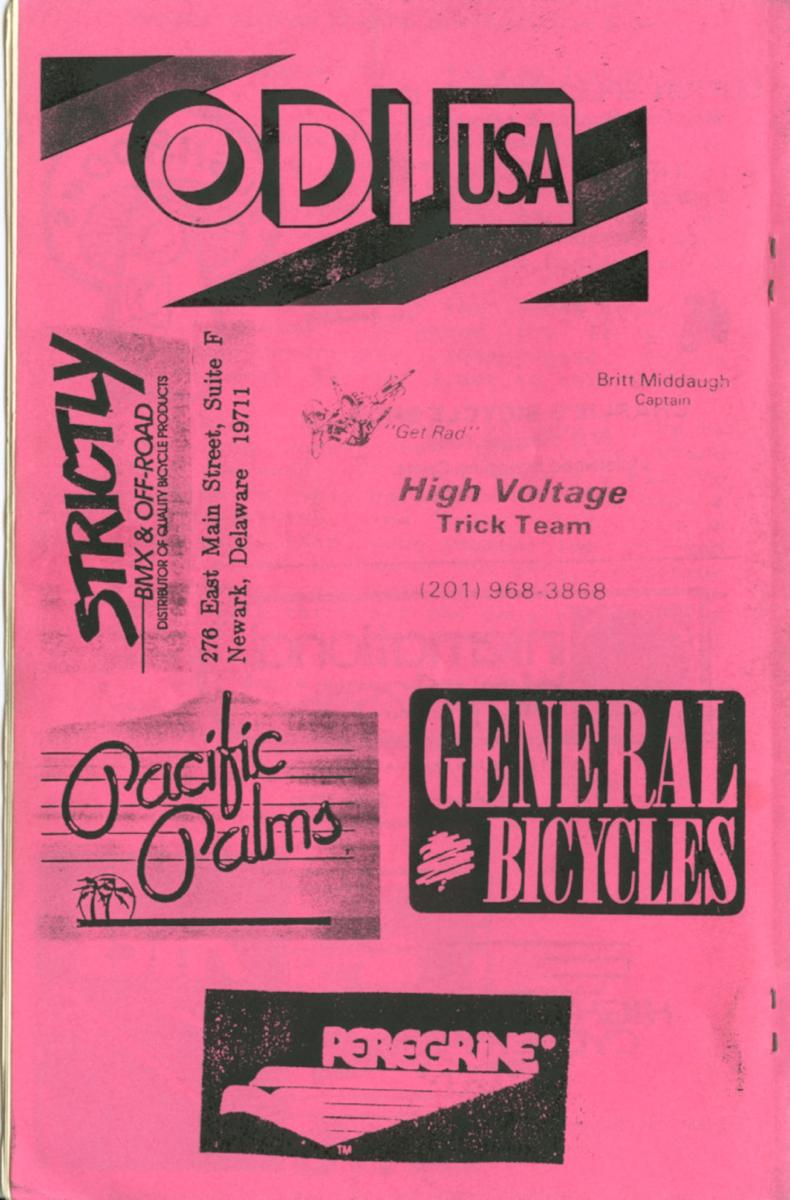 ODI USA
STRICTLY
BMX & OFF-ROAD
DISTRIBUTOR OF QUALITY BICYCLE PRODUCTS
276 East Main Street, Suite F
Newark, Delaware 19711
Britt Middaugh
Captain
"Get Rad"
High Voltage
Trick Team
(201) 968-3868
Pacific
Palms
GENERAL
BICYCLES
PEREGRINE®
TM